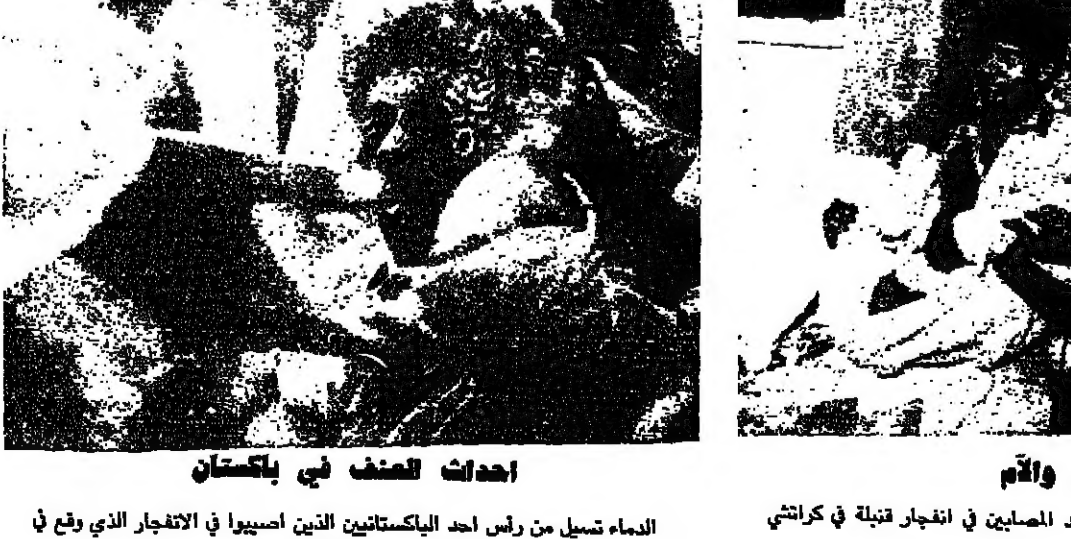 احداث العنف في باكستان
الدماء تسيل من رأس احد الباكستانيين الذين اصيبوا في الانفجار الذي وقع في
والآم
المصابين في انفجار قنبلة في كراتشي